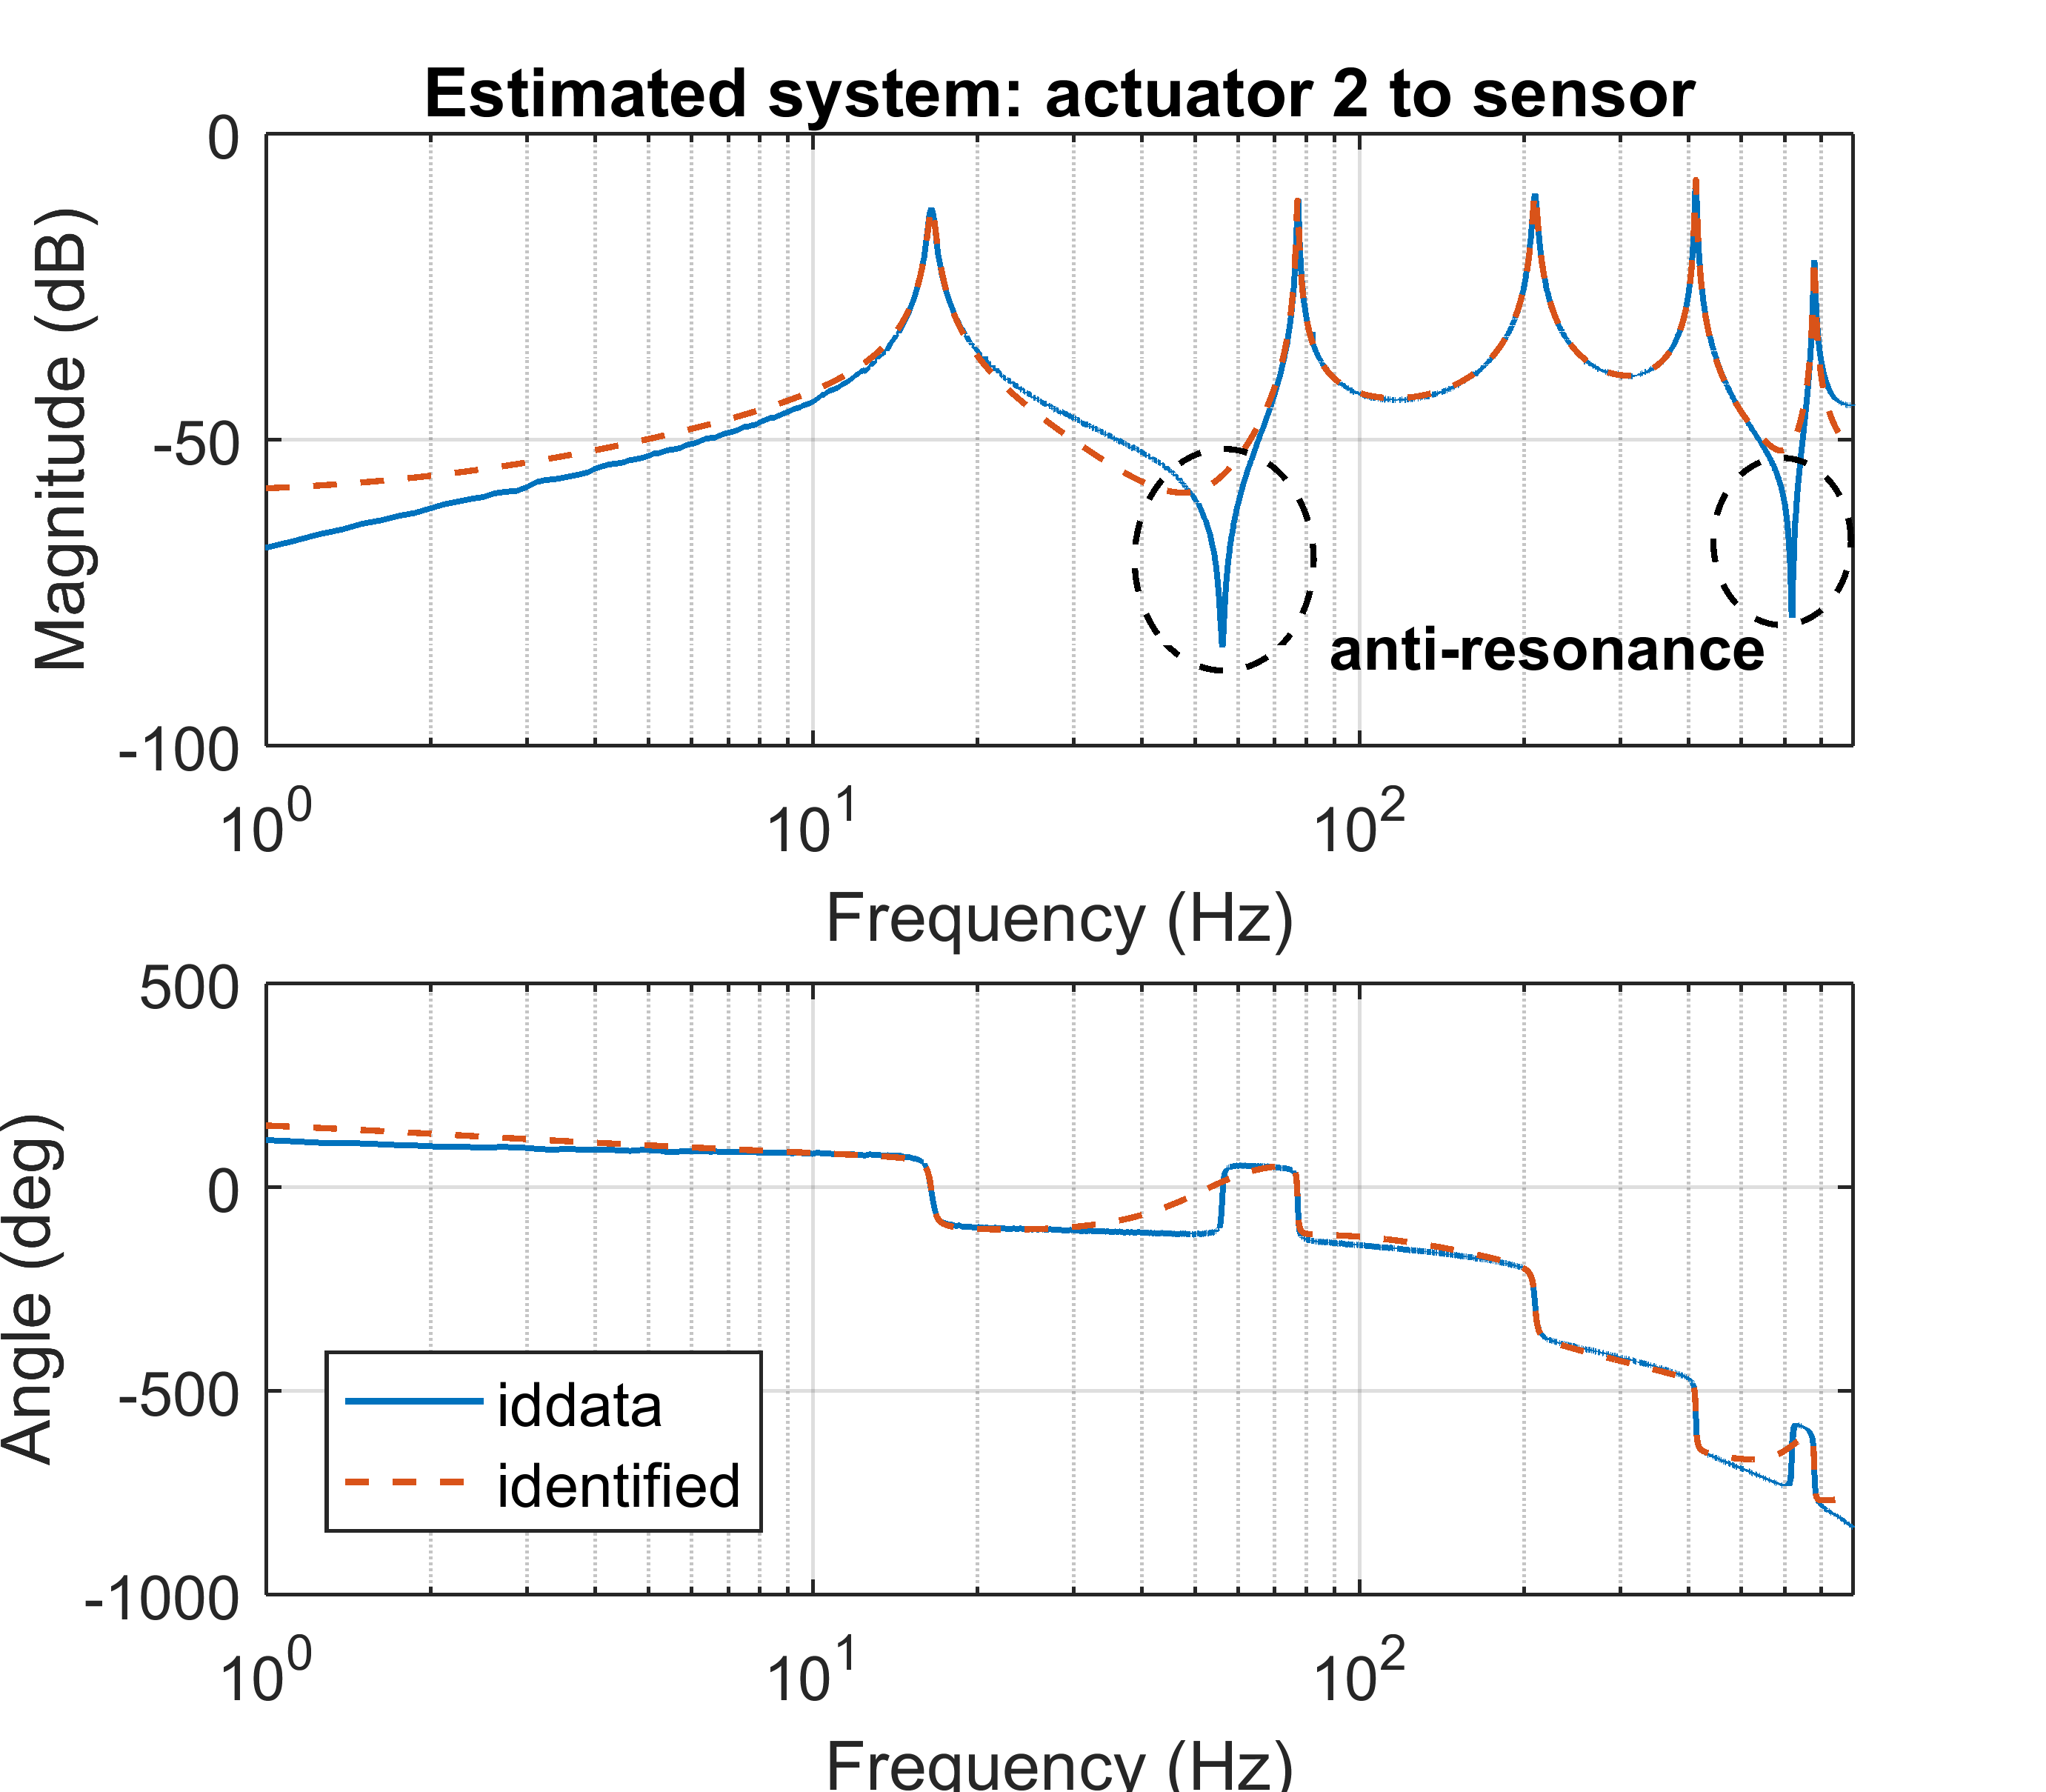 Estimated system: actuator 2 to sensor
Magnitude (dB)
0
-50
-100
anti-resonance
10^0
10^1
10^2
Frequency (Hz)
Angle (deg)
500
0
-500
-1000
iddata
identified
10^0
10^1
10^2
Frequency (Hz)